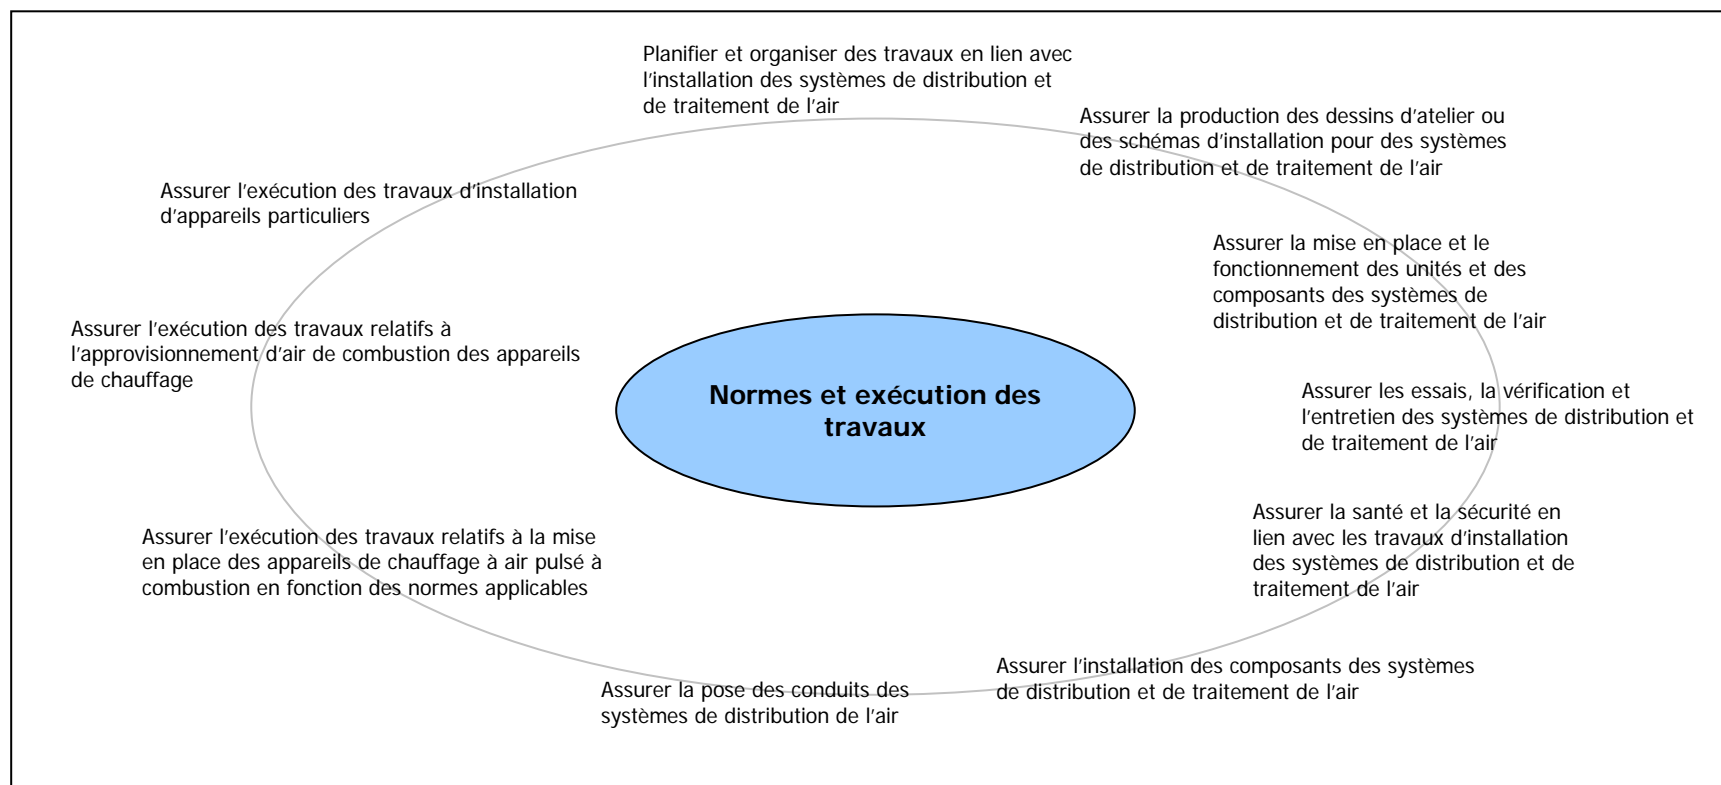 Planifier et organiser des travaux en lien avec
l'installation des systèmes de distribution et
de traitement de l'air
Assurer la production des dessins d'atelier ou
des schémas d'installation pour des systèmes
de distribution et de traitement de l'air
Assurer l'exécution des travaux d'installation
d'appareils particuliers
Assurer la mise en place et le
fonctionnement des unités et des
composants des systèmes de
distribution et de traitement de l'air
Assurer l'exécution des travaux relatifs à
l'approvisionnement d'air de combustion des appareils
de chauffage
Normes et exécution des
travaux
Assurer les essais, la vérification et
l'entretien des systèmes de distribution et
de traitement de l'air
Assurer la santé et la sécurité en
lien avec les travaux d'installation
des systèmes de distribution et de
traitement de l'air
Assurer l'exécution des travaux relatifs à la mise
en place des appareils de chauffage à air pulsé à
combustion en fonction des normes applicables
Assurer l'installation des composants des systèmes
de distribution et de traitement de l'air
Assurer la pose des conduits des
systèmes de distribution de l'air